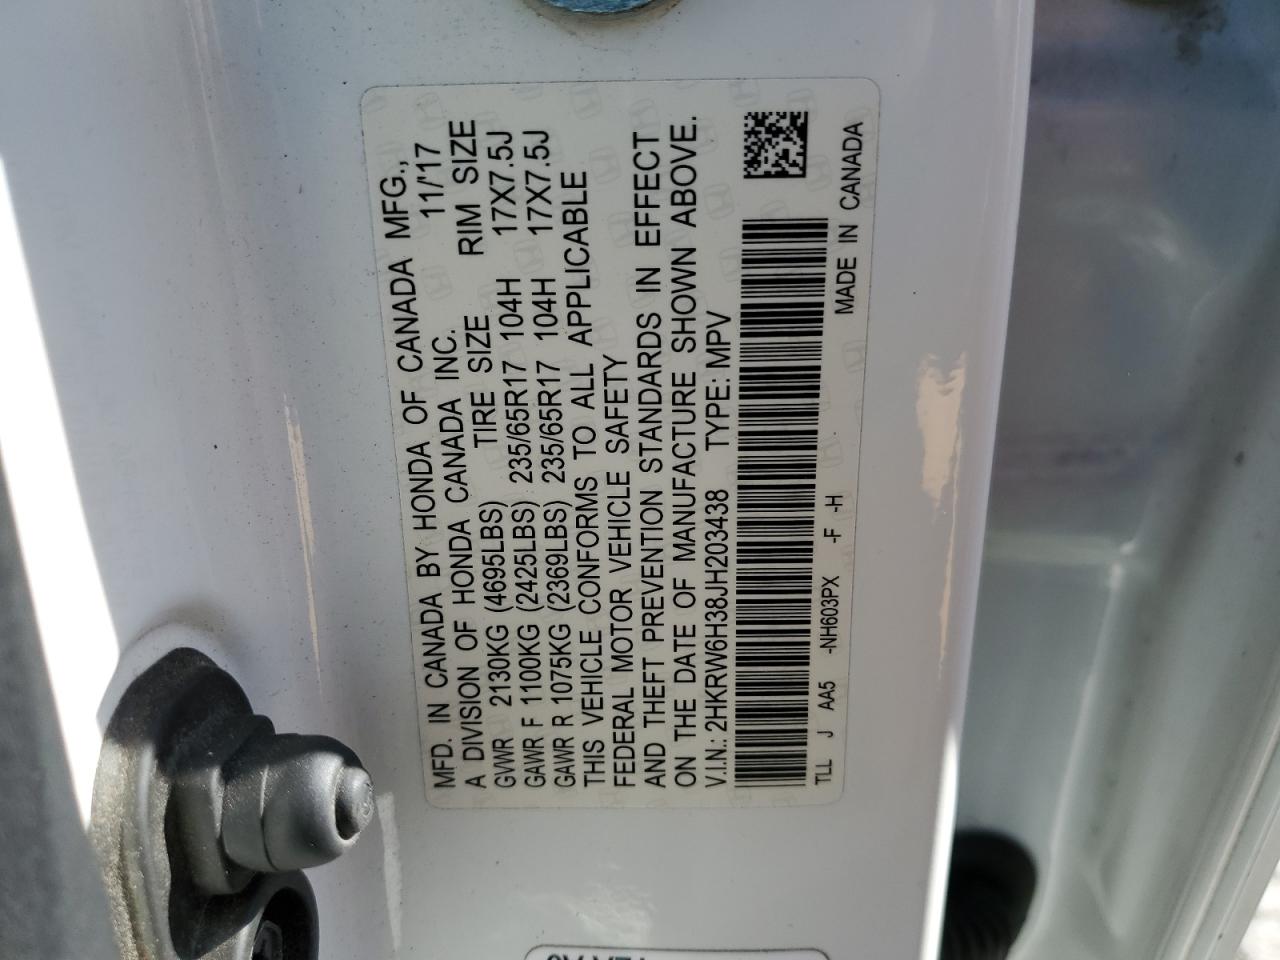 MFD. IN CANADA BY HONDA OF CANADA MFG.,
A DIVISION OF HONDA CANADA INC. 11/17
TIRE SIZE RIM SIZE
GVWR 2130KG (4695LBS)
GAWR F 1100KG (2425LBS) 235/65R17 104H 17X7.5J
GAWR R 1075KG (2369LBS) 235/65R17 104H 17X7.5J
THIS VEHICLE CONFORMS TO ALL APPLICABLE
FEDERAL MOTOR VEHICLE SAFETY
AND THEFT PREVENTION STANDARDS IN EFFECT
ON THE DATE OF MANUFACTURE SHOWN ABOVE.
V.I.N.: 2HKRW6H38JH203438 TYPE: MPV
TLL J AA5 -NH603PX -F -H
MADE IN CANADA